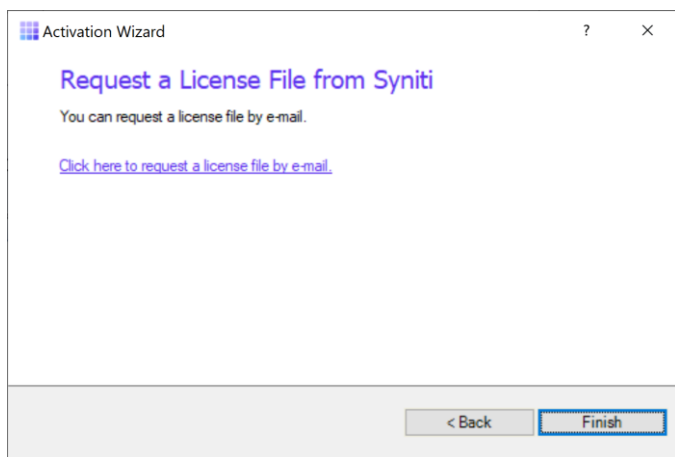 Activation Wizard
?
Request a License File from Syniti
You can request a license file by e-mail.
Click here to request a license file by e-mail.
< Back
Finish